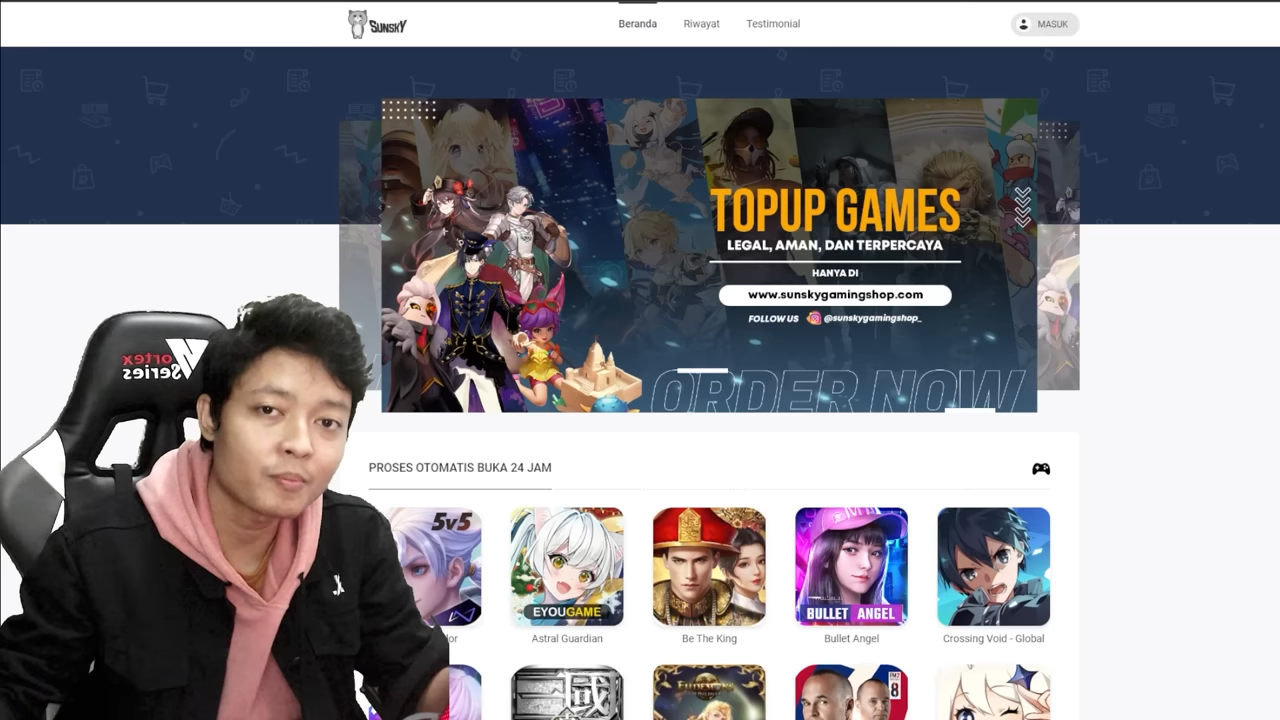 SUNSKY
Beranda
Riwayat
Testimonial
MASUK
TOPUP GAMES
LEGAL, AMAN, DAN TERPERCAYA
HANYA DI
www.sunskygamingshop.com
FOLLOW US @sunskygamingshop_
ORDER NOW
Vortex
Series
PROSES OTOMATIS BUKA 24 JAM
5v5
EYOUGAME
BULLET ANGEL
Astral Guardian
Be The King
Bullet Angel
Crossing Void - Global
8